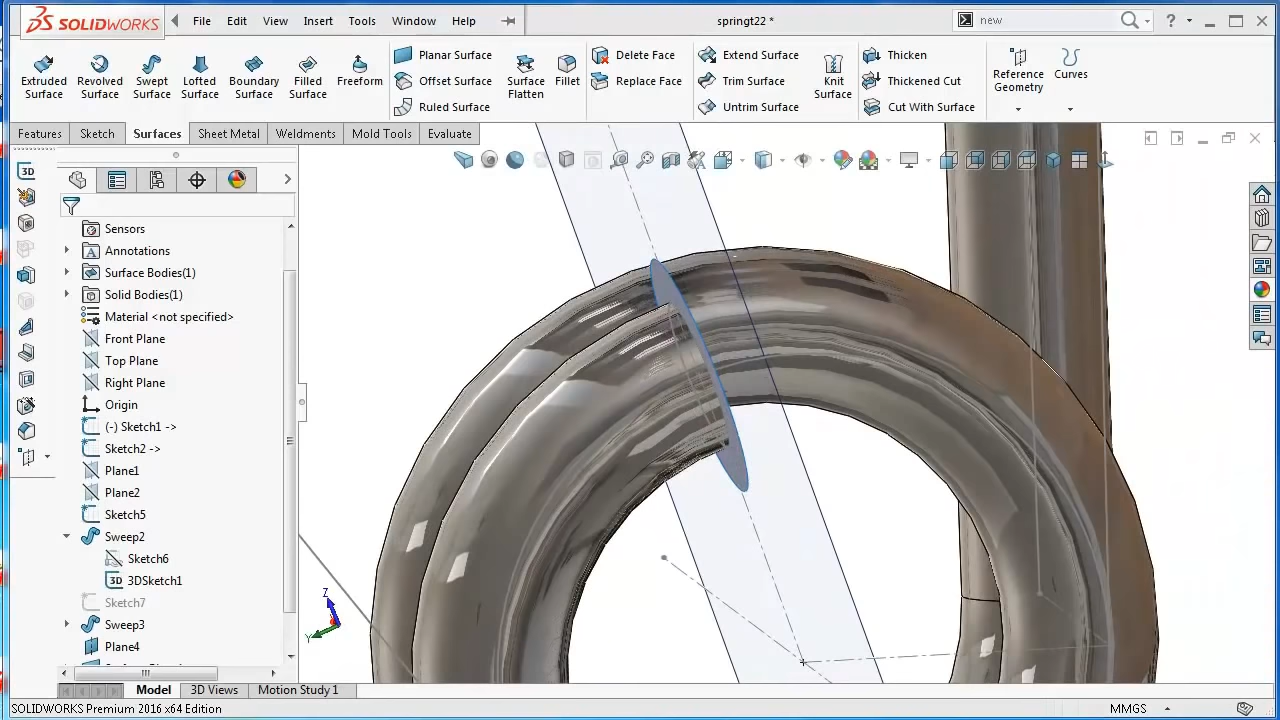 SOLIDWORKS File Edit View Insert Tools Window Help springt22 * new ?
Extruded Surface Revolved Surface Swept Surface Lofted Surface Boundary Surface Filled Surface Freeform
Planar Surface
Offset Surface
Ruled Surface
Surface Flatten
Fillet
Delete Face
Replace Face
Extend Surface
Trim Surface
Untrim Surface
Knit Surface
Thicken
Thickened Cut
Cut With Surface
Reference Geometry
Curves
Features Sketch Surfaces Sheet Metal Weldments Mold Tools Evaluate
3D
Sensors
A Annotations
Surface Bodies(1)
Solid Bodies(1)
Material <not specified>
Front Plane
Top Plane
Right Plane
Origin
(-) Sketch1 ->
Sketch2 ->
Plane1
Plane2
Sketch5
Sweep2
Sketch6
3D 3DSketch1
Sketch7
Sweep3
Plane4
Z
Y
Model 3D Views Motion Study 1
SOLIDWORKS Premium 2016 x64 Edition MMGS